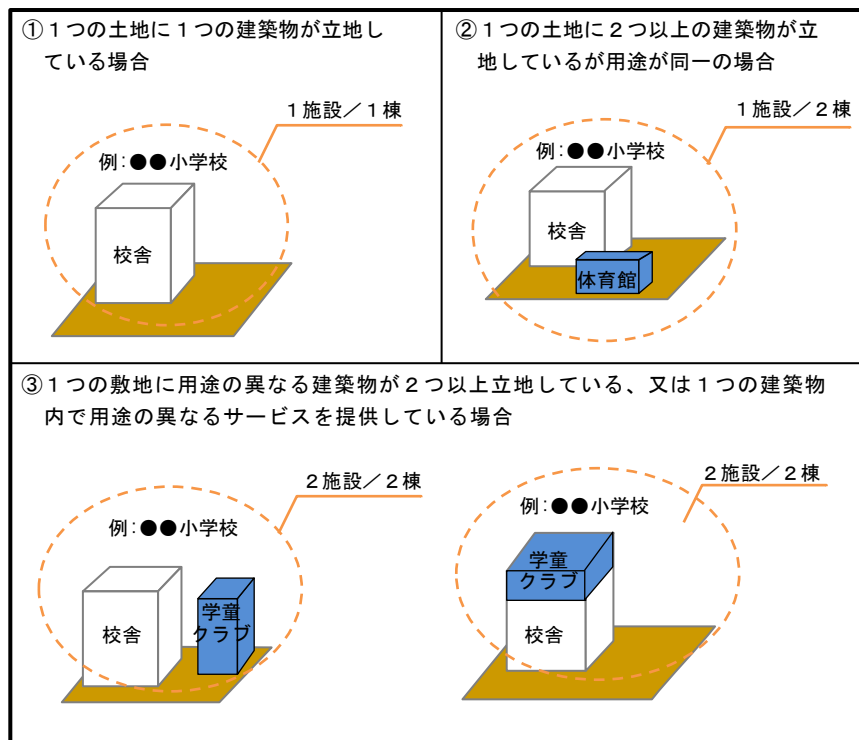 ①１つの土地に１つの建築物が立地し
ている場合
１施設／１棟
例：●●小学校
校舎
②１つの土地に２つ以上の建築物が立
地しているが用途が同一の場合
１施設／２棟
例：●●小学校
校舎
体育館
③１つの敷地に用途の異なる建築物が２つ以上立地している、又は１つの建築物
内で用途の異なるサービスを提供している場合
２施設／２棟
例：●●小学校
校舎
学童
クラブ
２施設／２棟
例：●●小学校
学童
クラブ
校舎